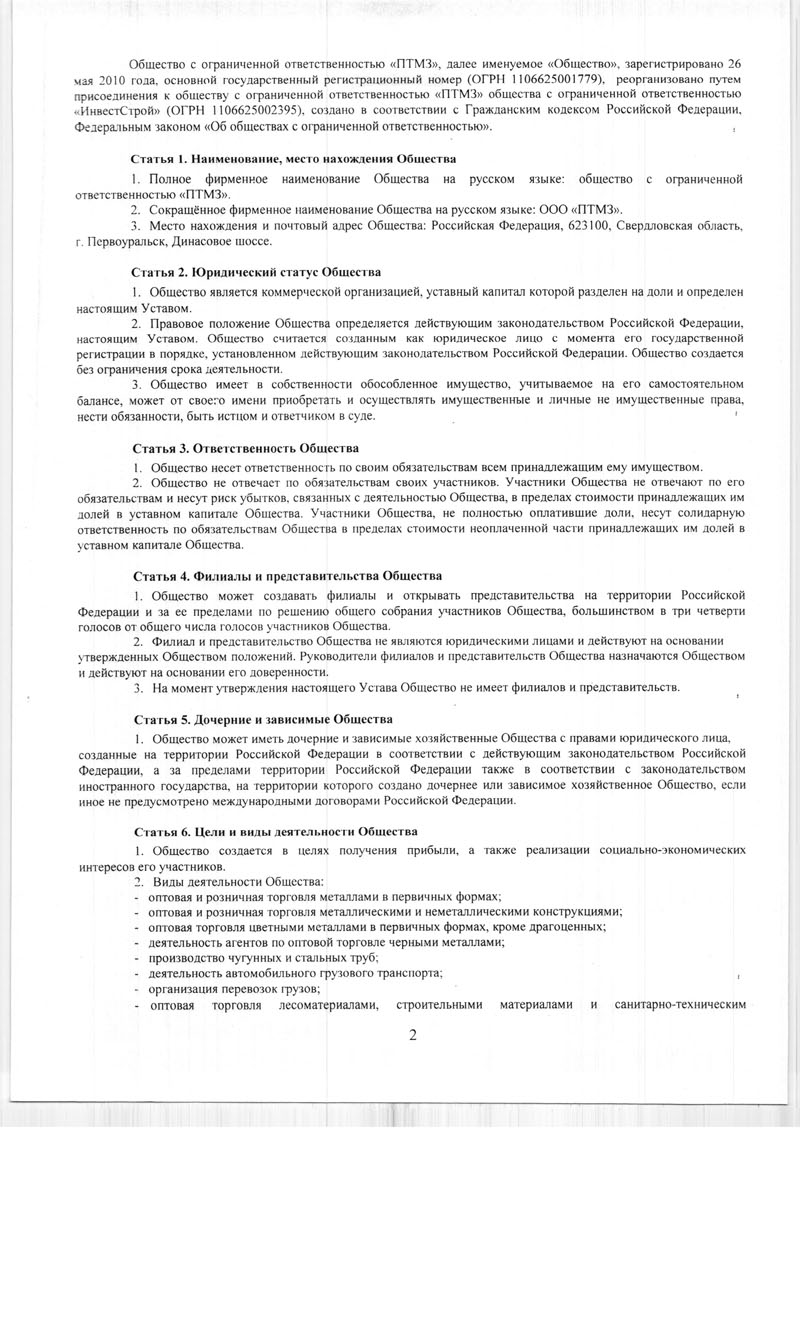 Общество с ограниченной ответственностью «ПТМЗ», далее именуемое «Общество», зарегистрировано 26
мая 2010 года, основной государственный регистрационный номер (ОГРН 1106625001779), реорганизовано путем
присоединения к обществу с ограниченной ответственностью «ПТМЗ» общества с ограниченной ответственностью
«ИнвестСтрой» (ОГРН 1106625002395), создано в соответствии с Гражданским кодексом Российской Федерации,
Федеральным законом «Об обществах с ограниченной ответственностью».
Статья 1. Наименование, место нахождения Общества
1. Полное фирменное наименование Общества на русском языке: общество с ограниченной
ответственностью «ПТМЗ».
2. Сокращённое фирменное наименование Общества на русском языке: ООО «ПТМЗ».
3. Место нахождения и почтовый адрес Общества: Российская Федерация, 623100, Свердловская область,
г. Первоуральск, Динасовое шоссе.
Статья 2. Юридический статус Общества
1. Общество является коммерческой организацией, уставный капитал которой разделен на доли и определен
настоящим Уставом.
2. Правовое положение Общества определяется действующим законодательством Российской Федерации,
настоящим Уставом. Общество считается созданным как юридическое лицо с момента его государственной
регистрации в порядке, установленном действующим законодательством Российской Федерации. Общество создается
без ограничения срока деятельности.
3. Общество имеет в собственности обособленное имущество, учитываемое на его самостоятельном
балансе, может от своего имени приобретать и осуществлять имущественные и личные не имущественные права,
нести обязанности, быть истцом и ответчиком в суде.
Статья 3. Ответственность Общества
1. Общество несет ответственность по своим обязательствам всем принадлежащим ему имуществом.
2. Общество не отвечает по обязательствам своих участников. Участники Общества не отвечают по его
обязательствам и несут риск убытков, связанных с деятельностью Общества, в пределах стоимости принадлежащих им
долей в уставном капитале Общества. Участники Общества, не полностью оплатившие доли, несут солидарную
ответственность по обязательствам Общества в пределах стоимости неоплаченной части принадлежащих им долей в
уставном капитале Общества.
Статья 4. Филиалы и представительства Общества
1. Общество может создавать филиалы и открывать представительства на территории Российской
Федерации и за ее пределами по решению общего собрания участников Общества, большинством в три четверти
голосов от общего числа голосов участников Общества.
2. Филиал и представительство Общества не являются юридическими лицами и действуют на основании
утвержденных Обществом положений. Руководители филиалов и представительств Общества назначаются Обществом
и действуют на основании его доверенности.
3. На момент утверждения настоящего Устава Общество не имеет филиалов и представительств.
Статья 5. Дочерние и зависимые Общества
1. Общество может иметь дочерние и зависимые хозяйственные Общества с правами юридического лица,
созданные на территории Российской Федерации в соответствии с действующим законодательством Российской
Федерации, а за пределами территории Российской Федерации также в соответствии с законодательством
иностранного государства, на территории которого создано дочернее или зависимое хозяйственное Общество, если
иное не предусмотрено международными договорами Российской Федерации.
Статья 6. Цели и виды деятельности Общества
1. Общество создается в целях получения прибыли, а также реализации социально-экономических
интересов его участников.
2. Виды деятельности Общества:
- оптовая и розничная торговля металлами в первичных формах;
- оптовая и розничная торговля металлическими и неметаллическими конструкциями;
- оптовая торговля цветными металлами в первичных формах, кроме драгоценных;
- деятельность агентов по оптовой торговле черными металлами;
- производство чугунных и стальных труб;
- деятельность автомобильного грузового транспорта;
- организация перевозок грузов;
- оптовая торговля лесоматериалами, строительными материалами и санитарно-техническим
2